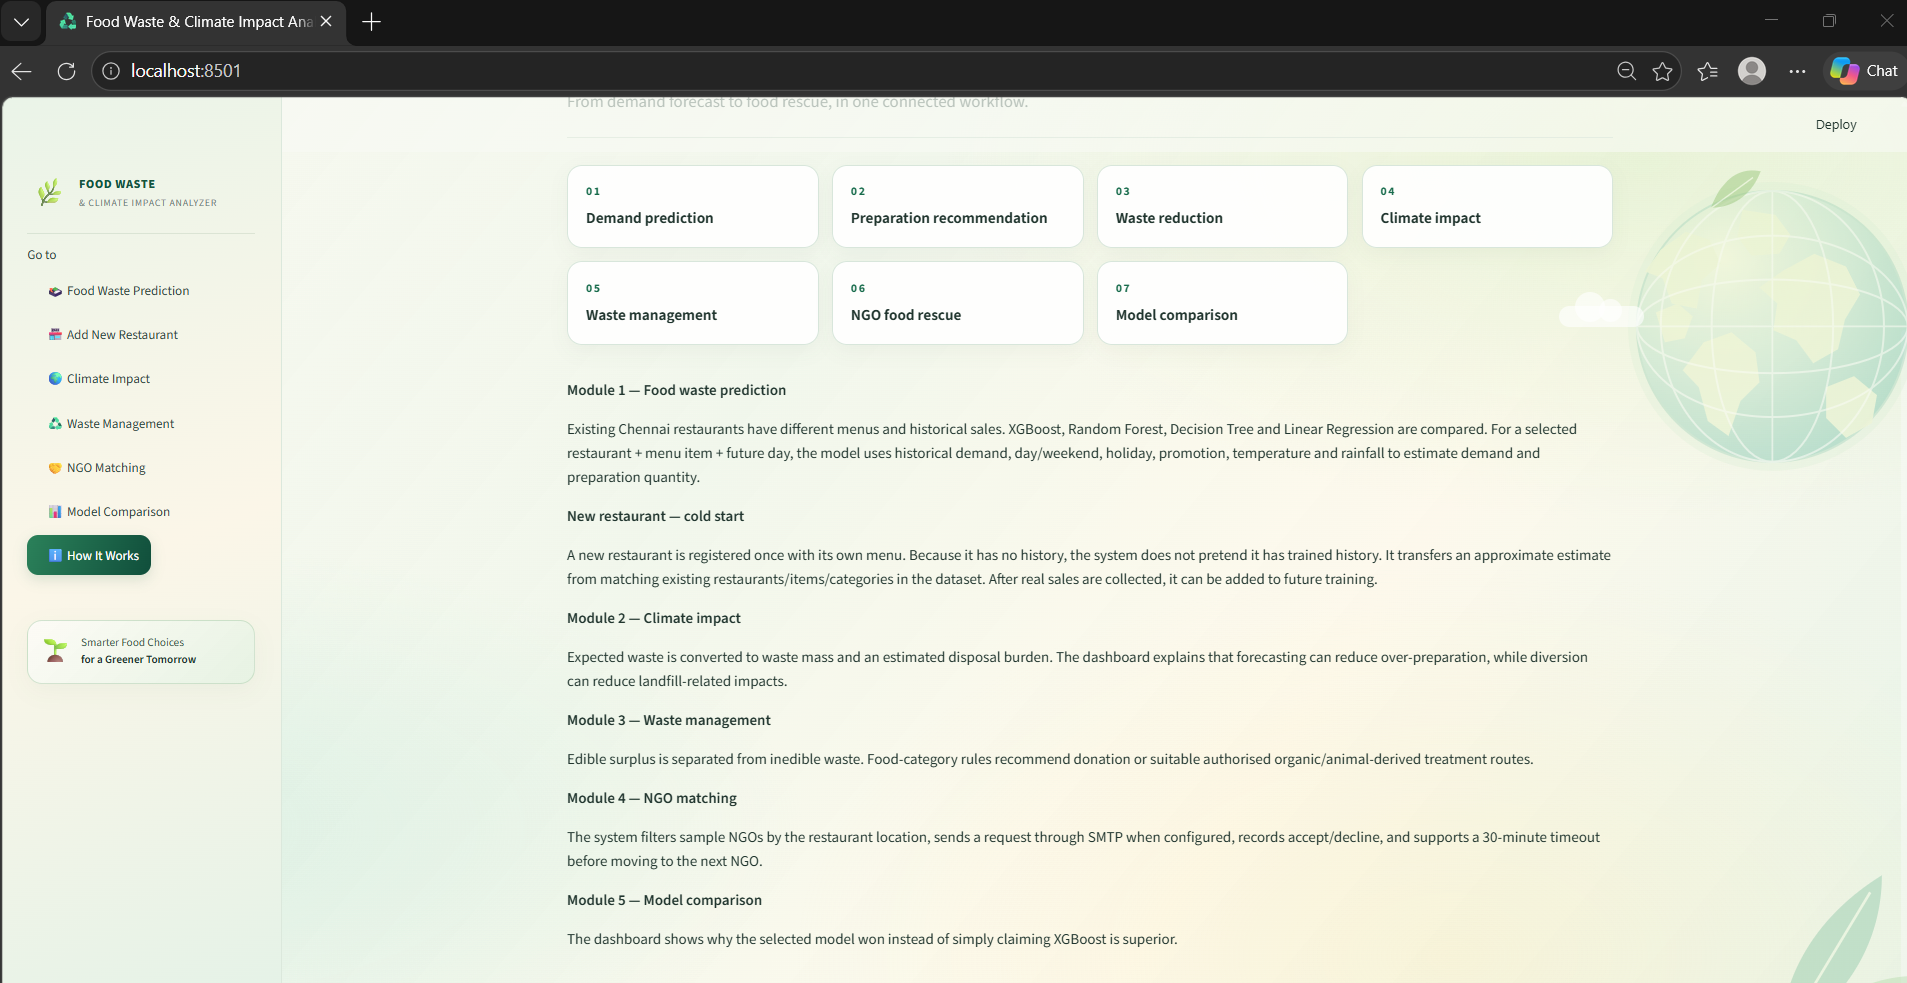 Food Waste & Climate Impact Ana
localhost:8501
Chat
Deploy
FOOD WASTE
& CLIMATE IMPACT ANALYZER
Go to
Food Waste Prediction
Add New Restaurant
Climate Impact
Waste Management
NGO Matching
Model Comparison
How It Works
Smarter Food Choices
for a Greener Tomorrow
From demand forecast to food rescue, in one connected workflow.
01
Demand prediction
02
Preparation recommendation
03
Waste reduction
04
Climate impact
05
Waste management
06
NGO food rescue
07
Model comparison
Module 1 — Food waste prediction
Existing Chennai restaurants have different menus and historical sales. XGBoost, Random Forest, Decision Tree and Linear Regression are compared. For a selected
restaurant + menu item + future day, the model uses historical demand, day/weekend, holiday, promotion, temperature and rainfall to estimate demand and
preparation quantity.
New restaurant — cold start
A new restaurant is registered once with its own menu. Because it has no history, the system does not pretend it has trained history. It transfers an approximate estimate
from matching existing restaurants/items/categories in the dataset. After real sales are collected, it can be added to future training.
Module 2 — Climate impact
Expected waste is converted to waste mass and an estimated disposal burden. The dashboard explains that forecasting can reduce over-preparation, while diversion
can reduce landfill-related impacts.
Module 3 — Waste management
Edible surplus is separated from inedible waste. Food-category rules recommend donation or suitable authorised organic/animal-derived treatment routes.
Module 4 — NGO matching
The system filters sample NGOs by the restaurant location, sends a request through SMTP when configured, records accept/decline, and supports a 30-minute timeout
before moving to the next NGO.
Module 5 — Model comparison
The dashboard shows why the selected model won instead of simply claiming XGBoost is superior.